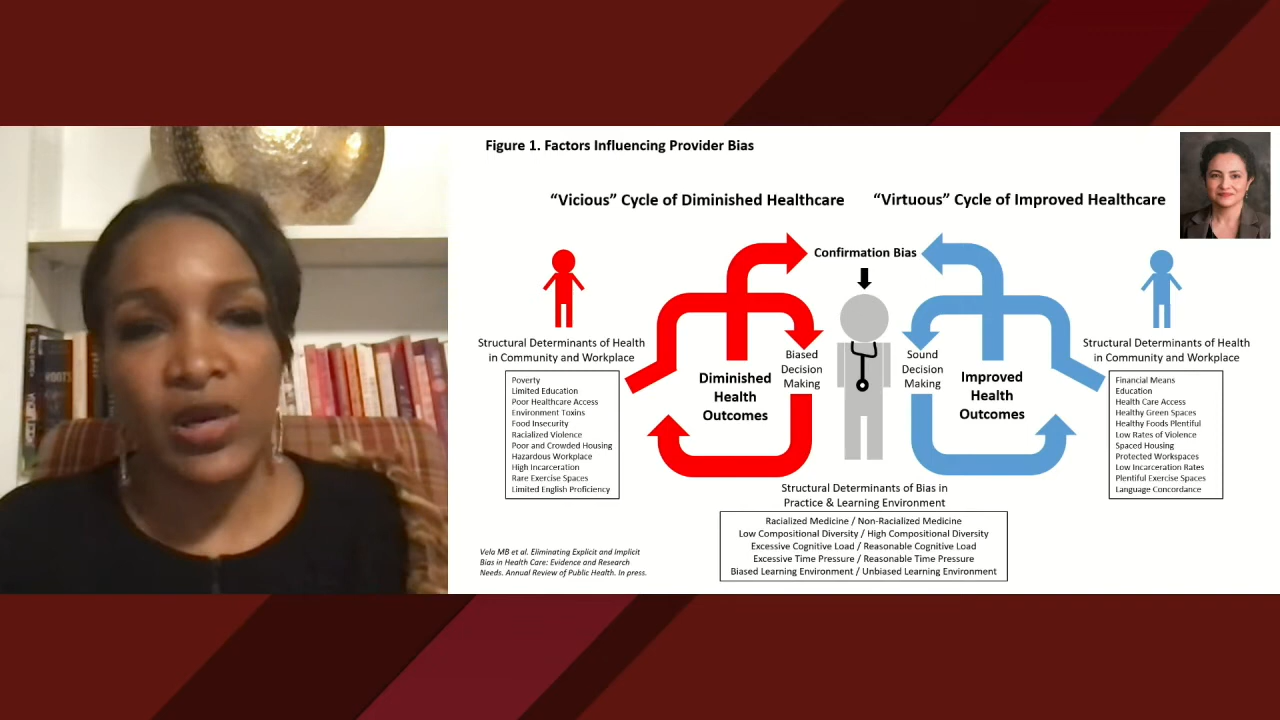 Figure 1. Factors Influencing Provider Bias
“Vicious” Cycle of Diminished Healthcare
“Virtuous” Cycle of Improved Healthcare
Confirmation Bias
Structural Determinants of Health
in Community and Workplace
Poverty
Limited Education
Poor Healthcare Access
Environment Toxins
Food Insecurity
Racialized Violence
Poor and Crowded Housing
Hazardous Workplace
High Incarceration
Rare Exercise Spaces
Limited English Proficiency
Diminished
Health
Outcomes
Biased
Decision
Making
Sound
Decision
Making
Improved
Health
Outcomes
Structural Determinants of Health
in Community and Workplace
Financial Means
Education
Health Care Access
Healthy Green Spaces
Healthy Foods Plentiful
Low Rates of Violence
Spaced Housing
Protected Workspaces
Low Incarceration Rates
Plentiful Exercise Spaces
Language Concordance
Structural Determinants of Bias in
Practice & Learning Environment
Racialized Medicine / Non-Racialized Medicine
Low Compositional Diversity / High Compositional Diversity
Excessive Cognitive Load / Reasonable Cognitive Load
Excessive Time Pressure / Reasonable Time Pressure
Biased Learning Environment / Unbiased Learning Environment
Vela MB et al. Eliminating Explicit and Implicit
Bias in Health Care: Evidence and Research
Needs. Annual Review of Public Health. In press.
ROOTS